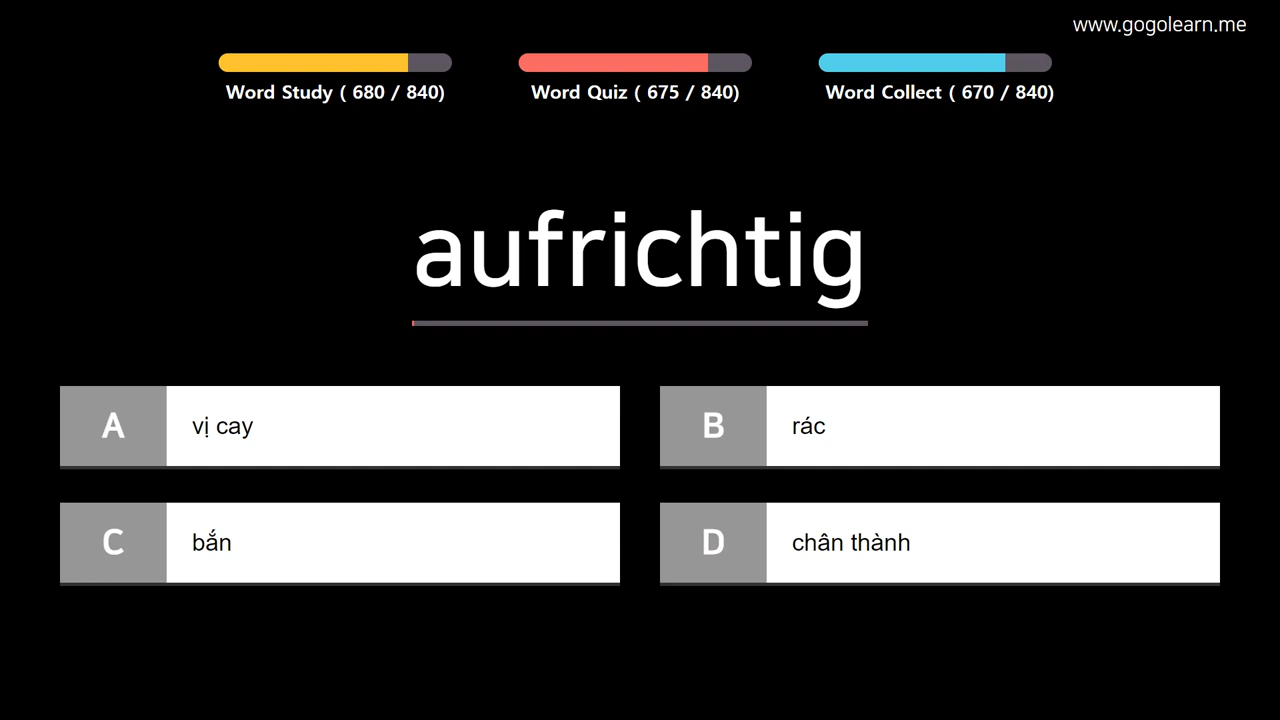 www.gogolearn.me
Word Study ( 680 / 840)
Word Quiz ( 675 / 840)
Word Collect ( 670 / 840)
aufrichtig
A
vị cay
B
rác
C
bắn
D
chân thành